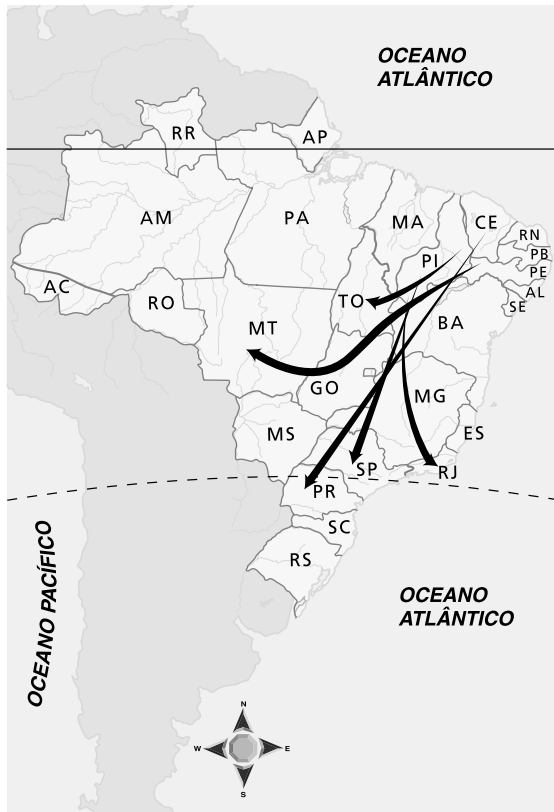 OCEANO
ATLÂNTICO
RR
AP
AM
PA
MA
CE
RN
PB
PE
AL
SE
PI
AC
RO
TO
MT
BA
GO
MG
MS
ES
SP
RJ
PR
SC
RS
OCEANO PACÍFICO
OCEANO
ATLÂNTICO
N
W
E
S